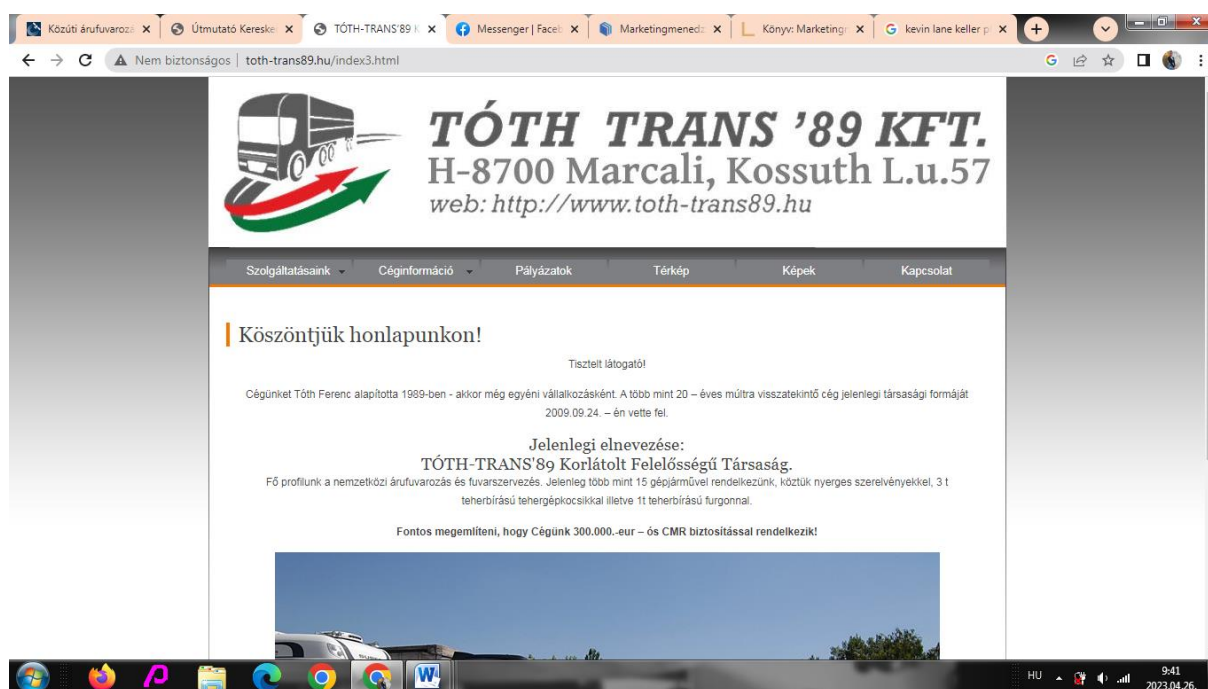 Közúti árufuvaroz
Útmutató Kereske
TÓTH-TRANS'89 K
Messenger | Faceb
Marketingmenedz
Könyv: Marketing
kevin lane keller p
Nem biztonságos | toth-trans89.hu/index3.html
TÓTH TRANS '89 KFT.
H-8700 Marcali, Kossuth L.u.57
web: http://www.toth-trans89.hu
Szolgáltatásaink
Céginformáció
Pályázatok
Térkép
Képek
Kapcsolat
Köszöntjük honlapunkon!
Tisztelt látogató!
Cégünket Tóth Ferenc alapította 1989-ben - akkor még egyéni vállalkozásként. A több mint 20 – éves múltra visszatekintő cég jelenlegi társasági formáját
2009.09.24. – én vette fel.
Jelenlegi elnevezése:
TÓTH-TRANS'89 Korlátolt Felelősségű Társaság.
Fő profilunk a nemzetközi árufuvarozás és fuvarszervezés. Jelenleg több mint 15 gépjárművel rendelkezünk, köztük nyerges szerelvényekkel, 3 t
teherbírású tehergépkocsikkal illetve 1t teherbírású furgonnal.
Fontos megemlíteni, hogy Cégünk 300.000.-eur – ós CMR biztosítással rendelkezik!
HU
9:41
2023.04.26.